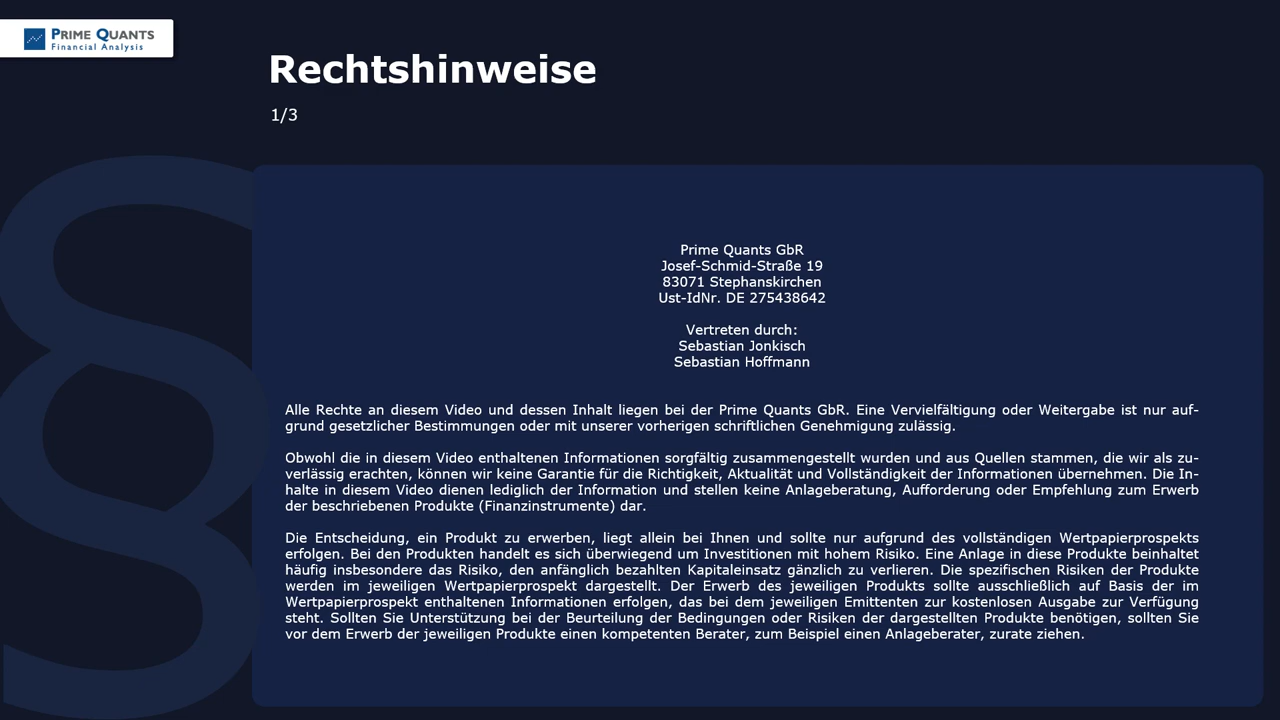 PRIME QUANTS
Financial Analysis
Rechtshinweise
1/3
§
Prime Quants GbR
Josef-Schmid-Straße 19
83071 Stephanskirchen
Ust-IdNr. DE 275438642
Vertreten durch:
Sebastian Jonkisch
Sebastian Hoffmann
Alle Rechte an diesem Video und dessen Inhalt liegen bei der Prime Quants GbR. Eine Vervielfältigung oder Weitergabe ist nur auf-
grund gesetzlicher Bestimmungen oder mit unserer vorherigen schriftlichen Genehmigung zulässig.
Obwohl die in diesem Video enthaltenen Informationen sorgfältig zusammengestellt wurden und aus Quellen stammen, die wir als zu-
verlässig erachten, können wir keine Garantie für die Richtigkeit, Aktualität und Vollständigkeit der Informationen übernehmen. Die In-
halte in diesem Video dienen lediglich der Information und stellen keine Anlageberatung, Aufforderung oder Empfehlung zum Erwerb
der beschriebenen Produkte (Finanzinstrumente) dar.
Die Entscheidung, ein Produkt zu erwerben, liegt allein bei Ihnen und sollte nur aufgrund des vollständigen Wertpapierprospekts
erfolgen. Bei den Produkten handelt es sich überwiegend um Investitionen mit hohem Risiko. Eine Anlage in diese Produkte beinhaltet
häufig insbesondere das Risiko, den anfänglich bezahlten Kapitaleinsatz gänzlich zu verlieren. Die spezifischen Risiken der Produkte
werden im jeweiligen Wertpapierprospekt dargestellt. Der Erwerb des jeweiligen Produkts sollte ausschließlich auf Basis der im
Wertpapierprospekt enthaltenen Informationen erfolgen, das bei dem jeweiligen Emittenten zur kostenlosen Ausgabe zur Verfügung
steht. Sollten Sie Unterstützung bei der Beurteilung der Bedingungen oder Risiken der dargestellten Produkte benötigen, sollten Sie
vor dem Erwerb der jeweiligen Produkte einen kompetenten Berater, zum Beispiel einen Anlageberater, zurate ziehen.